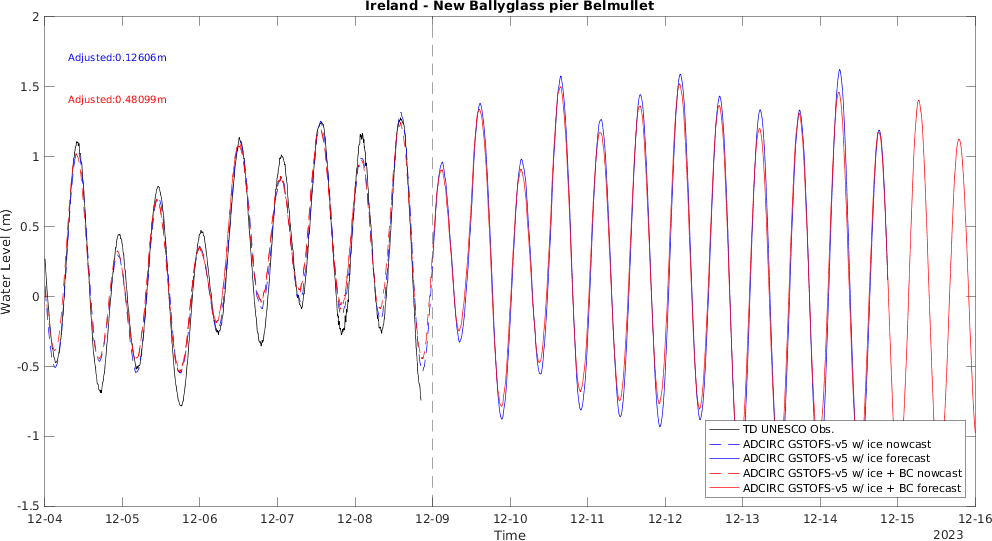 Ireland - New Ballyglass pier Belmullet
Adjusted:0.12606m
Adjusted:0.48099m
Water Level (m)
2
1.5
1
0.5
0
-0.5
-1
-1.5
TD UNESCO Obs.
ADCIRC GSTOFS-v5 w/ ice nowcast
ADCIRC GSTOFS-v5 w/ ice forecast
ADCIRC GSTOFS-v5 w/ ice + BC nowcast
ADCIRC GSTOFS-v5 w/ ice + BC forecast
12-04 12-05 12-06 12-07 12-08 12-09 12-10 12-11 12-12 12-13 12-14 12-15 12-16
Time
2023